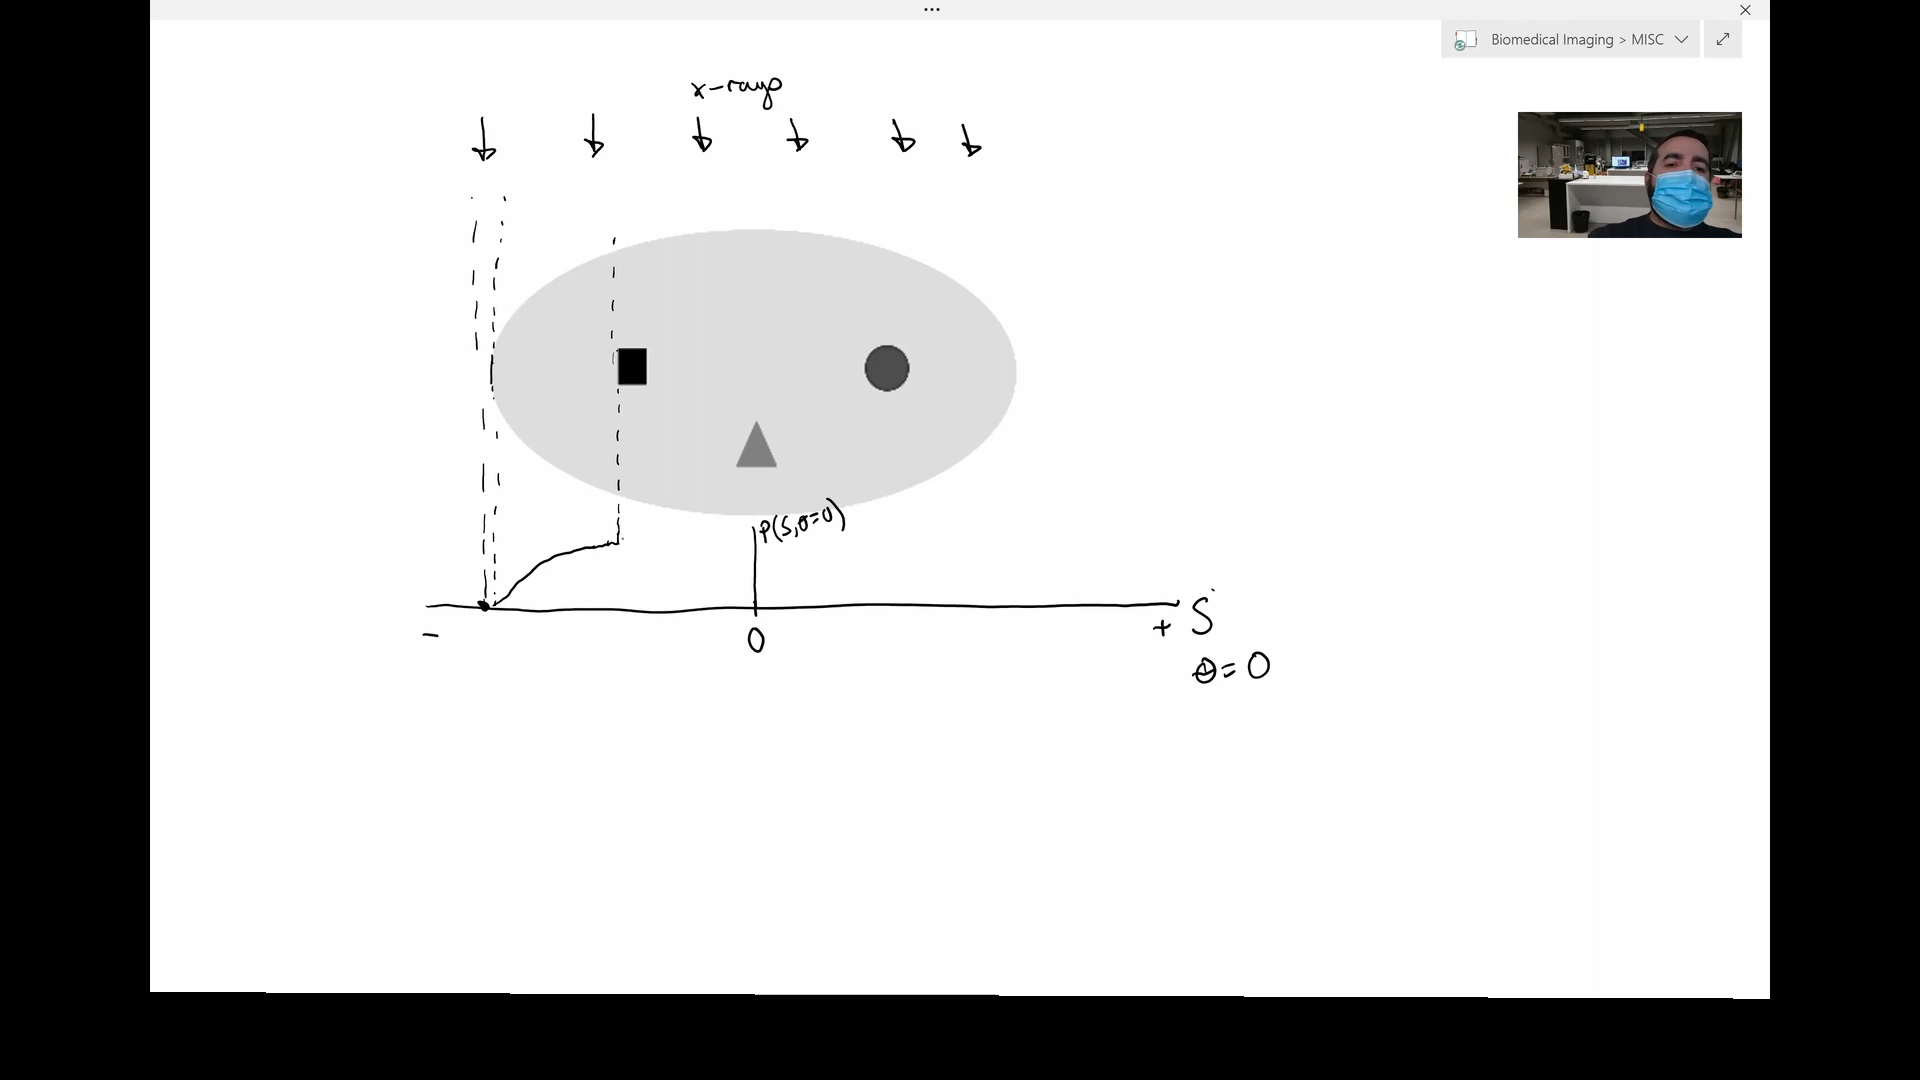 Biomedical Imaging > MISC
x-rays
P(S,θ=0)
- 0 + S
θ = 0